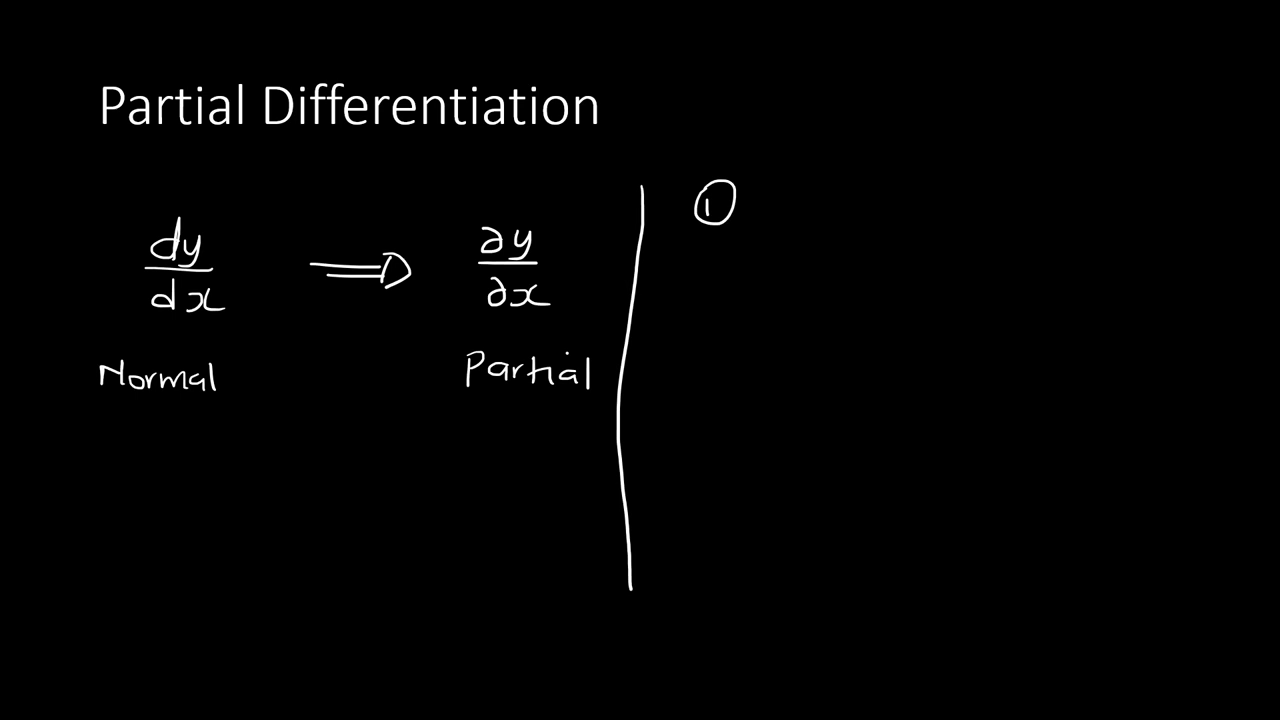 Partial Differentiation
dy/dx ⇒ ∂y/∂x
Normal Partial
①